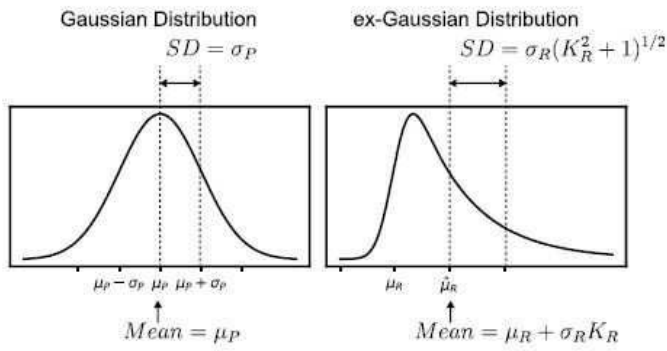 Gaussian Distribution
SD = σ_P
μ_P − σ_P μ_P μ_P + σ_P
Mean = μ_P
ex-Gaussian Distribution
SD = σ_R(K_R^2 + 1)^{1/2}
μ_R μ̂_R
Mean = μ_R + σ_R K_R